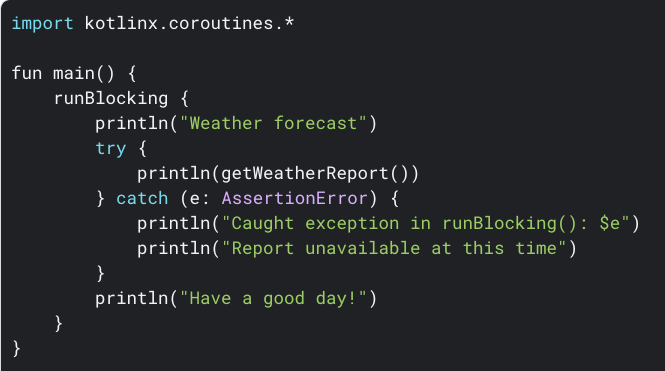 import kotlinx.coroutines.*

fun main() {
    runBlocking {
        println("Weather forecast")
        try {
            println(getWeatherReport())
        } catch (e: AssertionError) {
            println("Caught exception in runBlocking(): $e")
            println("Report unavailable at this time")
        }
        println("Have a good day!")
    }
}